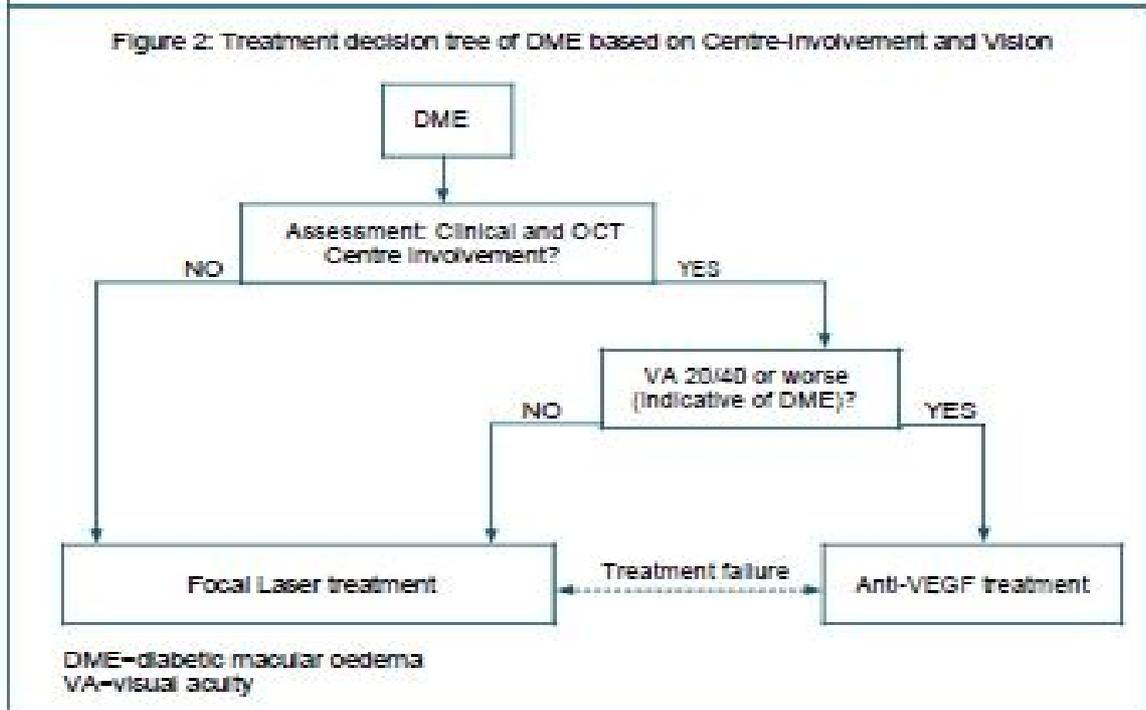 Figure 2: Treatment decision tree of DME based on Centre-Involvement and Vision
DME
Assessment: Clinical and OCT
Centre Involvement?
NO
YES
VA 20/40 or worse
(Indicative of DME)?
NO
YES
Focal Laser treatment
Treatment failure
Anti-VEGF treatment
DME=diabetic macular oedema
VA=visual acuity